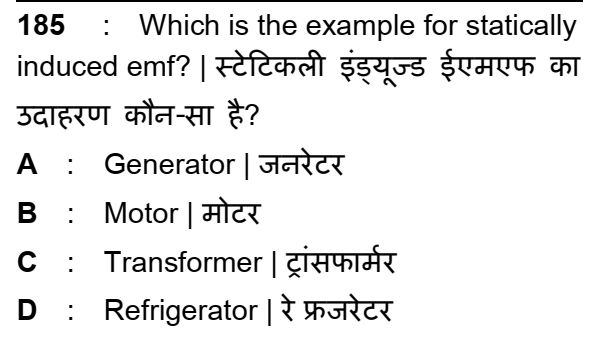 185 : Which is the example for statically
induced emf? | स्टेटिकली इंड्यूज्ड ईएमएफ का
उदाहरण कौन-सा है?
A : Generator | जनरेटर
B : Motor | मोटर
C : Transformer | ट्रांसफार्मर
D : Refrigerator | रे फ्रजरेटर